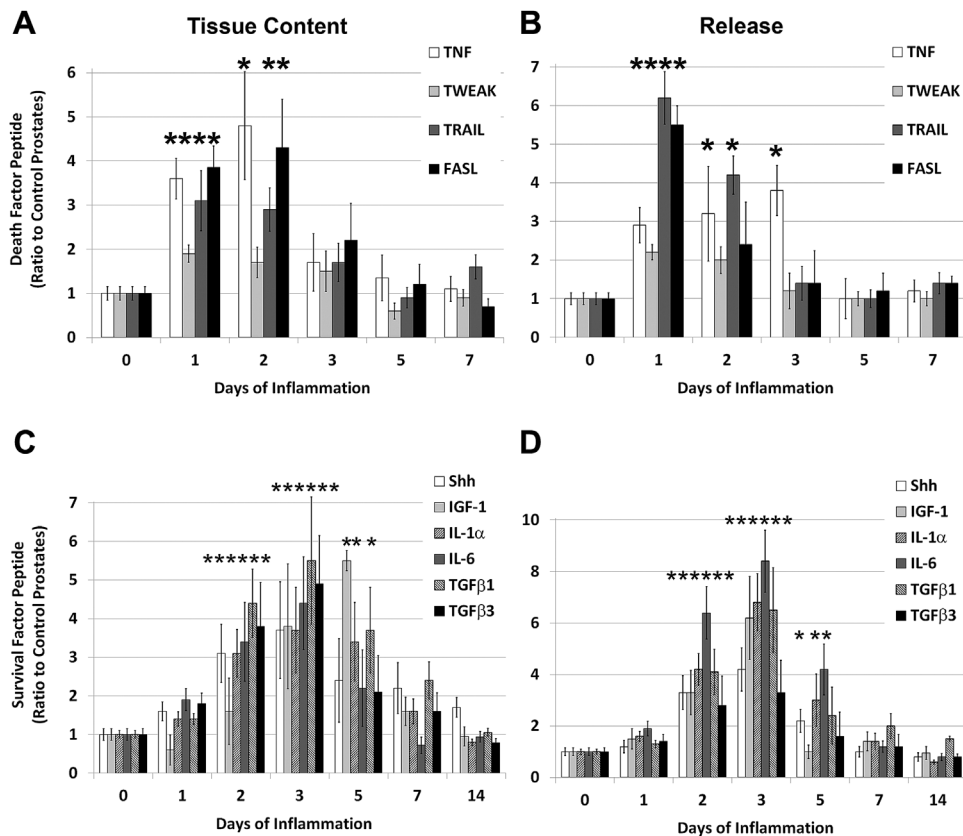 A
Tissue Content
Death Factor Peptide
(Ratio to Control Prostates)
6
5
4
3
2
1
0
****
* **
TNF
TWEAK
TRAIL
FASL
0 1 2 3 5 7
Days of Inflammation
B
Release
7
6
5
4
3
2
1
0
****
* *
*
TNF
TWEAK
TRAIL
FASL
0 1 2 3 5 7
Days of Inflammation
C
Survival Factor Peptide
(Ratio to Control Prostates)
7
6
5
4
3
2
1
0
******
******
** *
Shh
IGF-1
IL-1α
IL-6
TGFβ1
TGFβ3
0 1 2 3 5 7 14
Days of Inflammation
D
10
8
6
4
2
0
******
******
* **
Shh
IGF-1
IL-1α
IL-6
TGFβ1
TGFβ3
0 1 2 3 5 7 14
Days of Inflammation